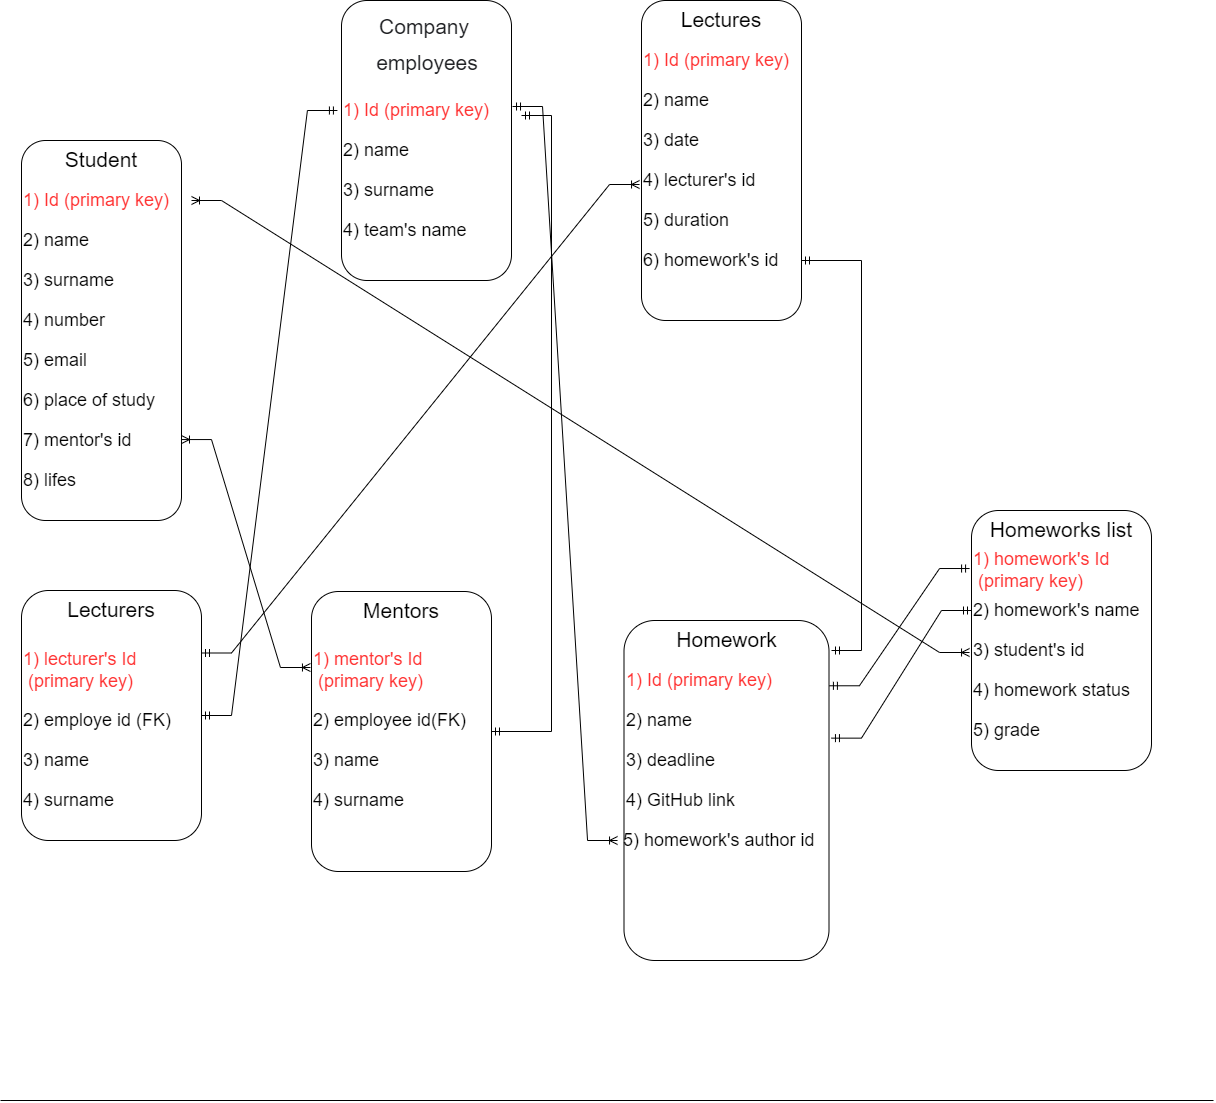 Company
employees
1) Id (primary key)
2) name
3) surname
4) team's name
Lectures
1) Id (primary key)
2) name
3) date
4) lecturer's id
5) duration
6) homework's id
Student
1) Id (primary key)
2) name
3) surname
4) number
5) email
6) place of study
7) mentor's id
8) lifes
Lecturers
1) lecturer's Id
(primary key)
2) employe id (FK)
3) name
4) surname
Mentors
1) mentor's Id
(primary key)
2) employee id(FK)
3) name
4) surname
Homework
1) Id (primary key)
2) name
3) deadline
4) GitHub link
5) homework's author id
Homeworks list
1) homework's Id
(primary key)
2) homework's name
3) student's id
4) homework status
5) grade